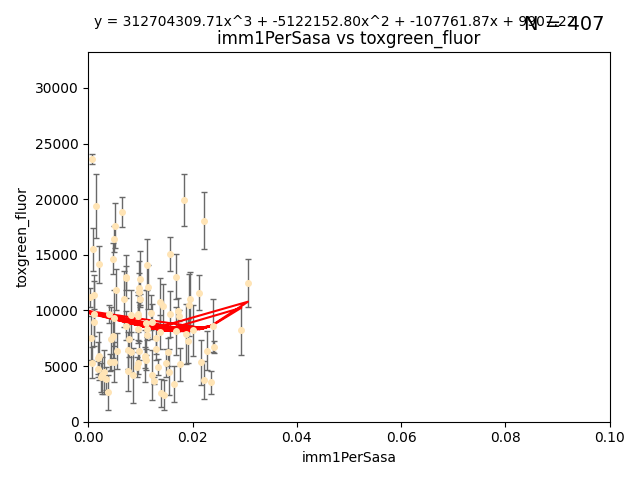 y = 312704309.71x^3 + -5122152.80x^2 + -107761.87x +
N = 407
imm1PerSasa vs toxgreen_fluor
30000
25000
20000
15000
10000
5000
0
toxgreen_fluor
0.00 0.02 0.04 0.06 0.08 0.10
imm1PerSasa